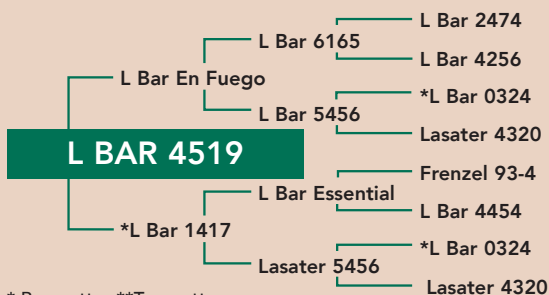 L Bar 2474
L Bar 6165
L Bar 4256
L Bar En Fuego
*L Bar 0324
L Bar 5456
Lasater 4320
L BAR 4519
Frenzel 93-4
L Bar Essential
L Bar 4454
*L Bar 1417
*L Bar 0324
Lasater 5456
Lasater 4320